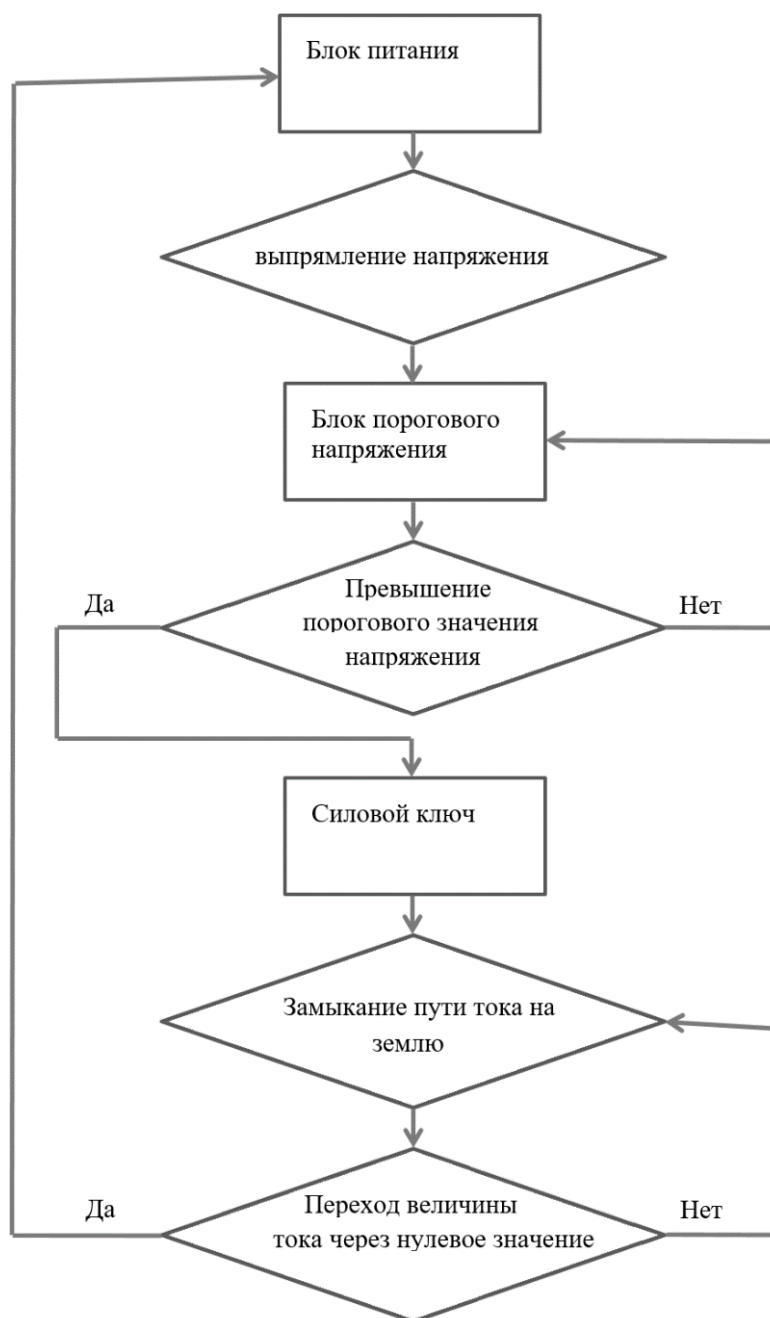 Блок питания
выпрямление напряжения
Блок порогового
напряжения
Превышение
порогового значения
напряжения
Да
Нет
Силовой ключ
Замыкание пути тока на
землю
Переход величины
тока через нулевое значение
Да
Нет